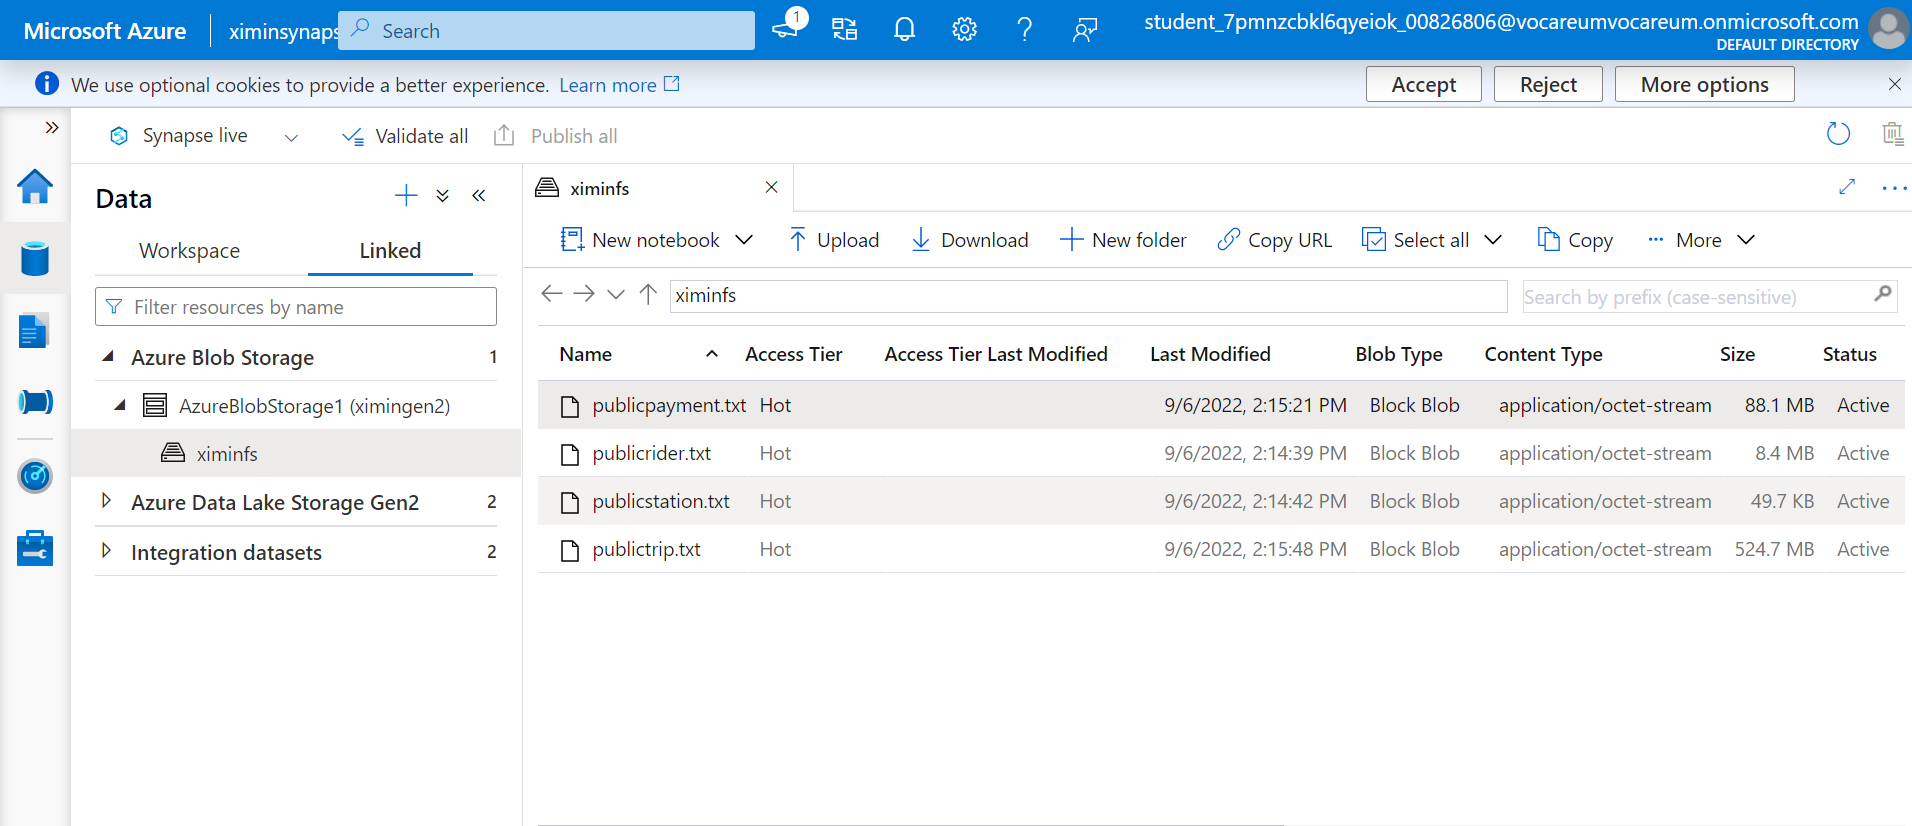 Microsoft Azure ximinsynaps Search 1 student_7pmnzcbkl6qyeiok_00826806@vocareumvocareum.onmicrosoft.com
DEFAULT DIRECTORY
We use optional cookies to provide a better experience. Learn more Accept Reject More options
Synapse live Validate all Publish all
Data
Workspace Linked
Filter resources by name
Azure Blob Storage 1
AzureBlobStorage1 (ximingen2)
ximinfs
Azure Data Lake Storage Gen2 2
Integration datasets 2
ximinfs
New notebook Upload Download New folder Copy URL Select all Copy More
ximinfs Search by prefix (case-sensitive)
Name Access Tier Access Tier Last Modified Last Modified Blob Type Content Type Size Status
publicpayment.txt Hot 9/6/2022, 2:15:21 PM Block Blob application/octet-stream 88.1 MB Active
publicrider.txt Hot 9/6/2022, 2:14:39 PM Block Blob application/octet-stream 8.4 MB Active
publicstation.txt Hot 9/6/2022, 2:14:42 PM Block Blob application/octet-stream 49.7 KB Active
publictrip.txt Hot 9/6/2022, 2:15:48 PM Block Blob application/octet-stream 524.7 MB Active